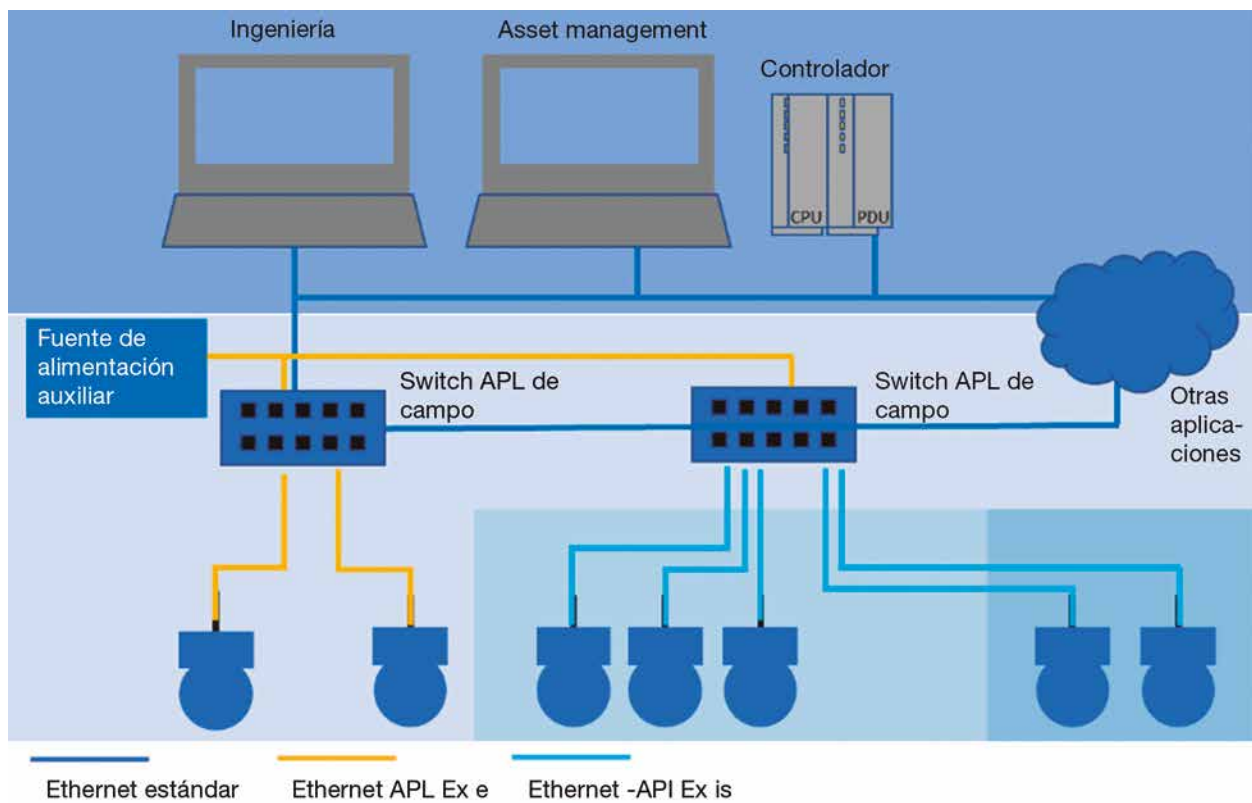 Ingeniería
Asset management
Controlador
CPU
PDU
Fuente de
alimentación
auxiliar
Switch APL de
campo
Switch APL de
campo
Otras
aplica-
ciones
Ethernet estándar
Ethernet APL Ex e
Ethernet -API Ex is